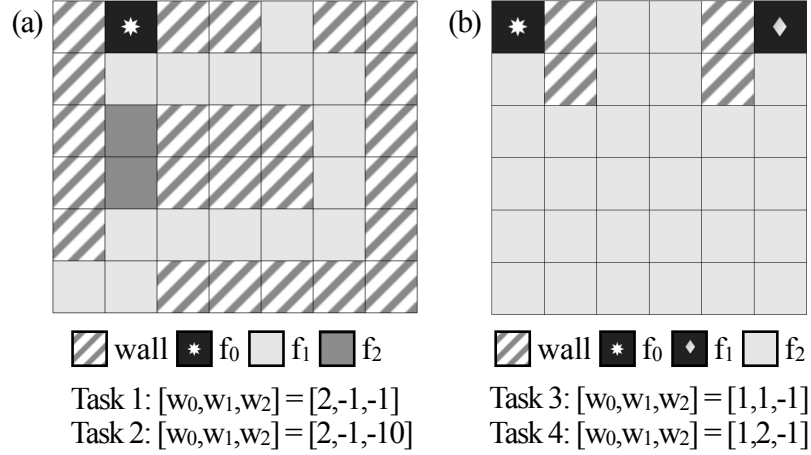 (a)
(b)
wall f₀ f₁ f₂
wall f₀ f₁ f₂
Task 1: [w₀,w₁,w₂] = [2,-1,-1]
Task 2: [w₀,w₁,w₂] = [2,-1,-10]
Task 3: [w₀,w₁,w₂] = [1,1,-1]
Task 4: [w₀,w₁,w₂] = [1,2,-1]